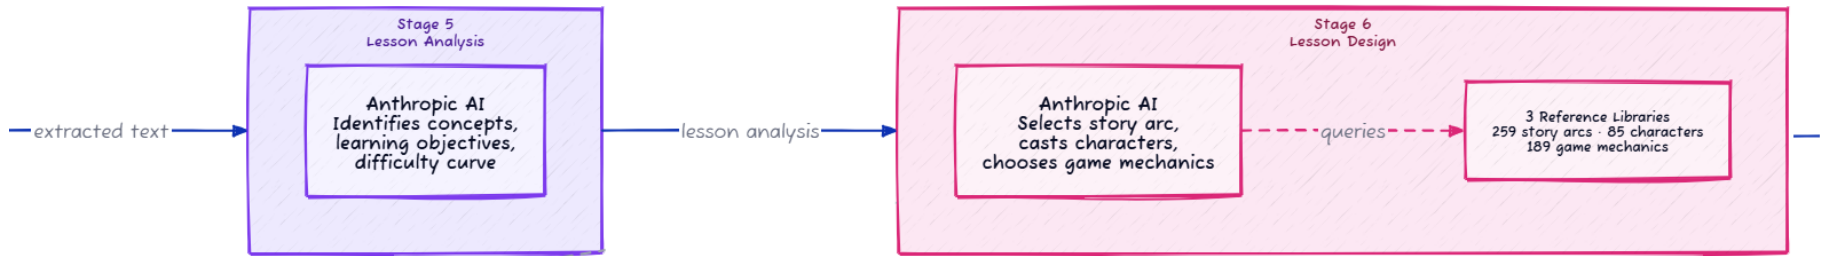 extracted text
Stage 5
Lesson Analysis
Anthropic AI
Identifies concepts,
learning objectives,
difficulty curve
lesson analysis
Stage 6
Lesson Design
Anthropic AI
Selects story arc,
casts characters,
chooses game mechanics
queries
3 Reference Libraries
259 story arcs · 85 characters
189 game mechanics